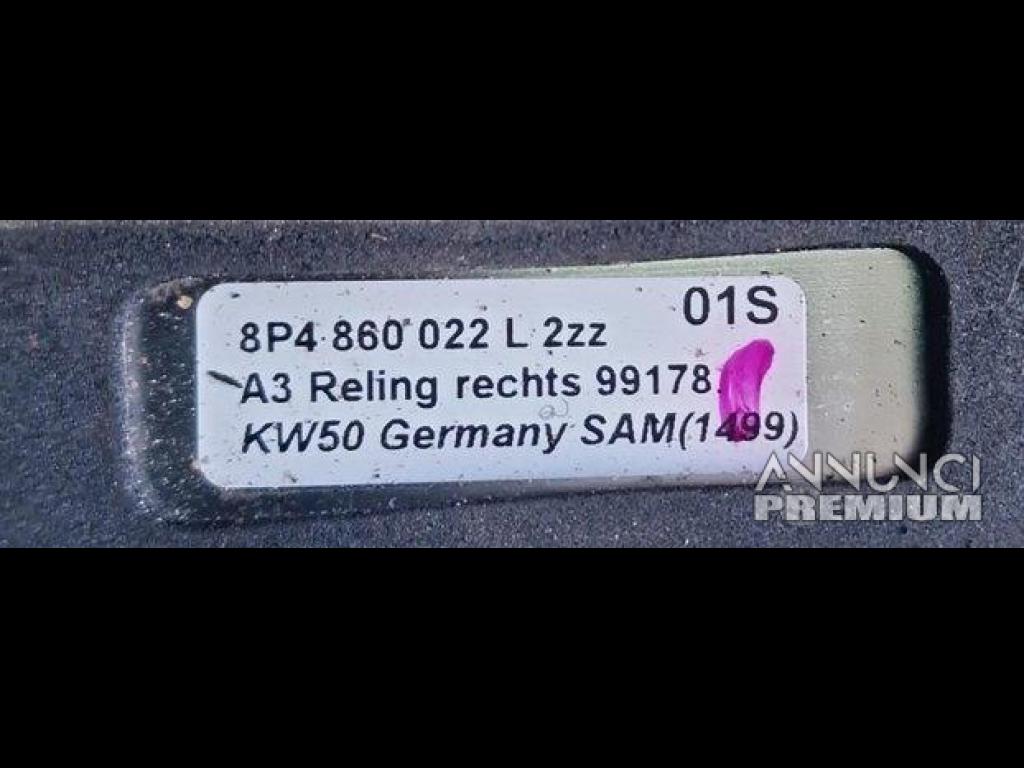 01S
8P4 860 022 L 2zz
A3 Reling rechts 99178
KW50 Germany SAM(1499)
ANNUNCI
PREMIUM